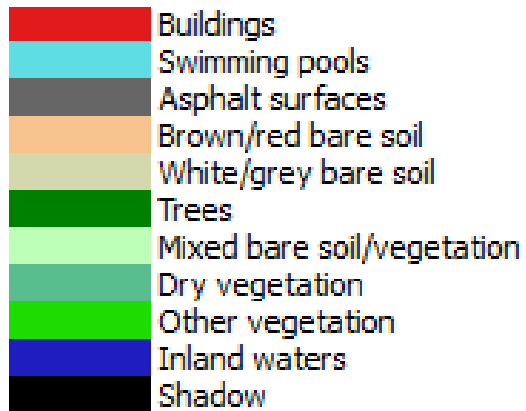 Buildings
Swimming pools
Asphalt surfaces
Brown/red bare soil
White/grey bare soil
Trees
Mixed bare soil/vegetation
Dry vegetation
Other vegetation
Inland waters
Shadow